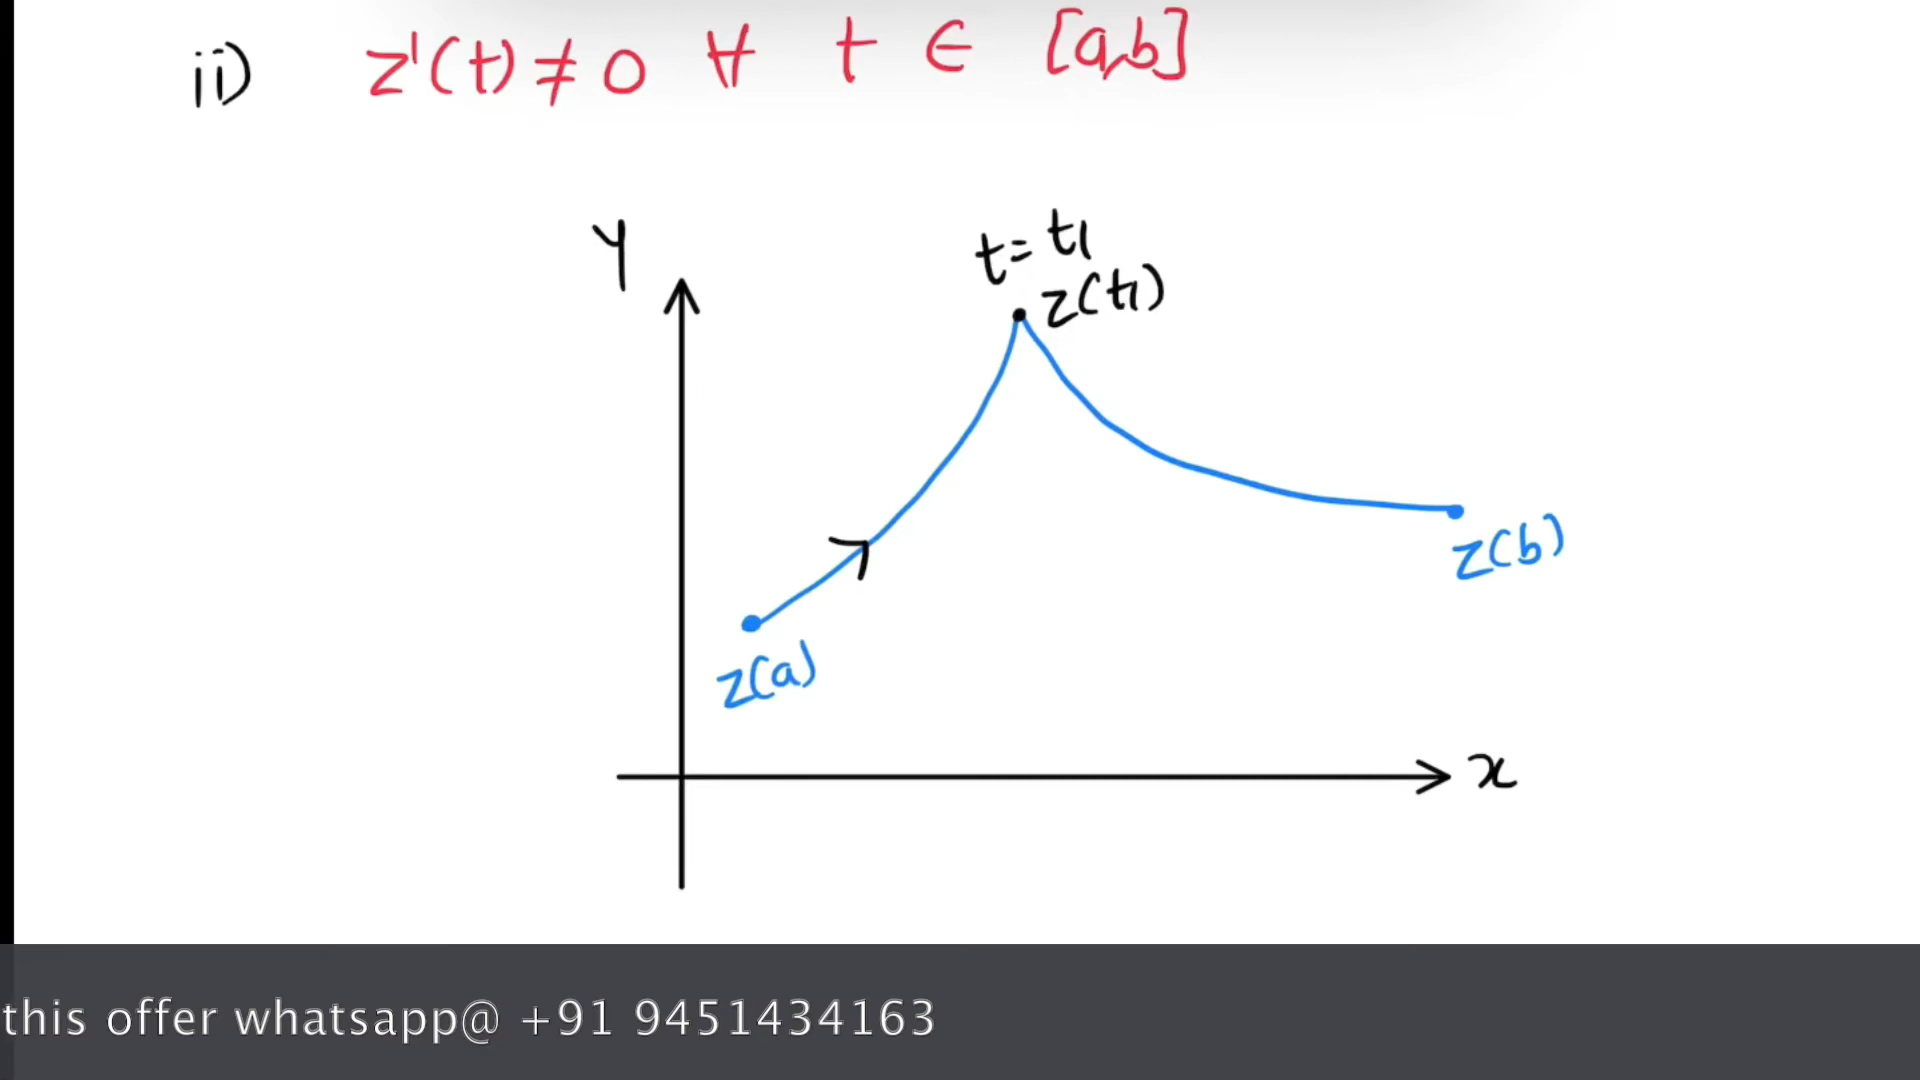 ii) z'(t) ≠ 0 ∀ t ∈ [a,b]
Y
t = t1
z(t1)
z(b)
z(a)
x
this offer whatsapp@ +91 9451434163